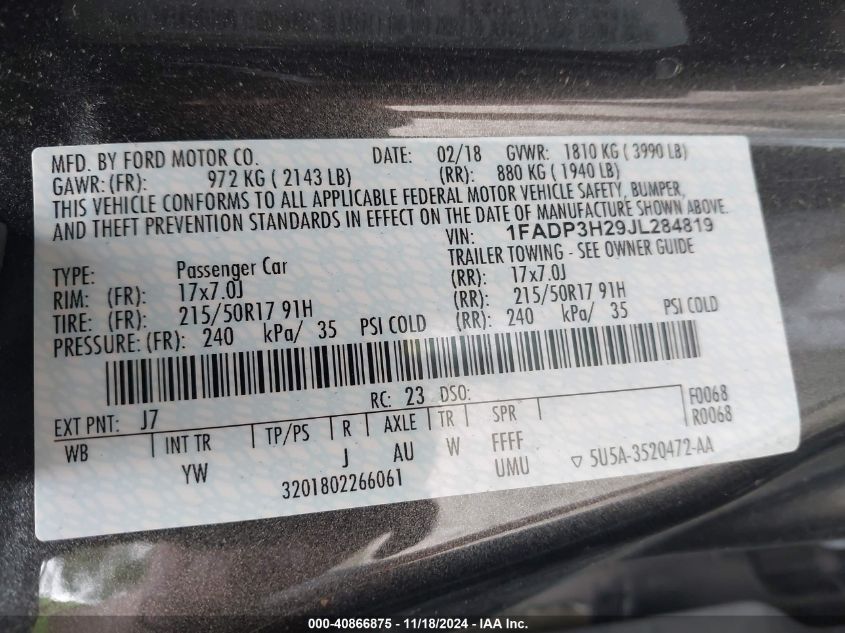 MFD. BY FORD MOTOR CO. DATE: 02/18 GVWR: 1810 KG ( 3990 LB)
GAWR: (FR): 972 KG ( 2143 LB) (RR): 880 KG ( 1940 LB)
THIS VEHICLE CONFORMS TO ALL APPLICABLE FEDERAL MOTOR VEHICLE SAFETY, BUMPER,
AND THEFT PREVENTION STANDARDS IN EFFECT ON THE DATE OF MANUFACTURE SHOWN ABOVE.
VIN: 1FADP3H29JL284819
TYPE: Passenger Car TRAILER TOWING - SEE OWNER GUIDE
RIM: (FR): 17x7.0J (RR): 17x7.0J
TIRE: (FR): 215/50R17 91H (RR): 215/50R17 91H
PRESSURE: (FR): 240 kPa/ 35 PSI COLD (RR): 240 kPa/ 35 PSI COLD
EXT PNT: J7 RC: 23 DSO: F0068
R0068
WB INT TR TP/PS R AXLE TR SPR
YW J AU W FFFF
UMU
3201802266061 ▽ 5U5A-3520472-AA
000-40866875 - 11/18/2024 - IAA, Inc.